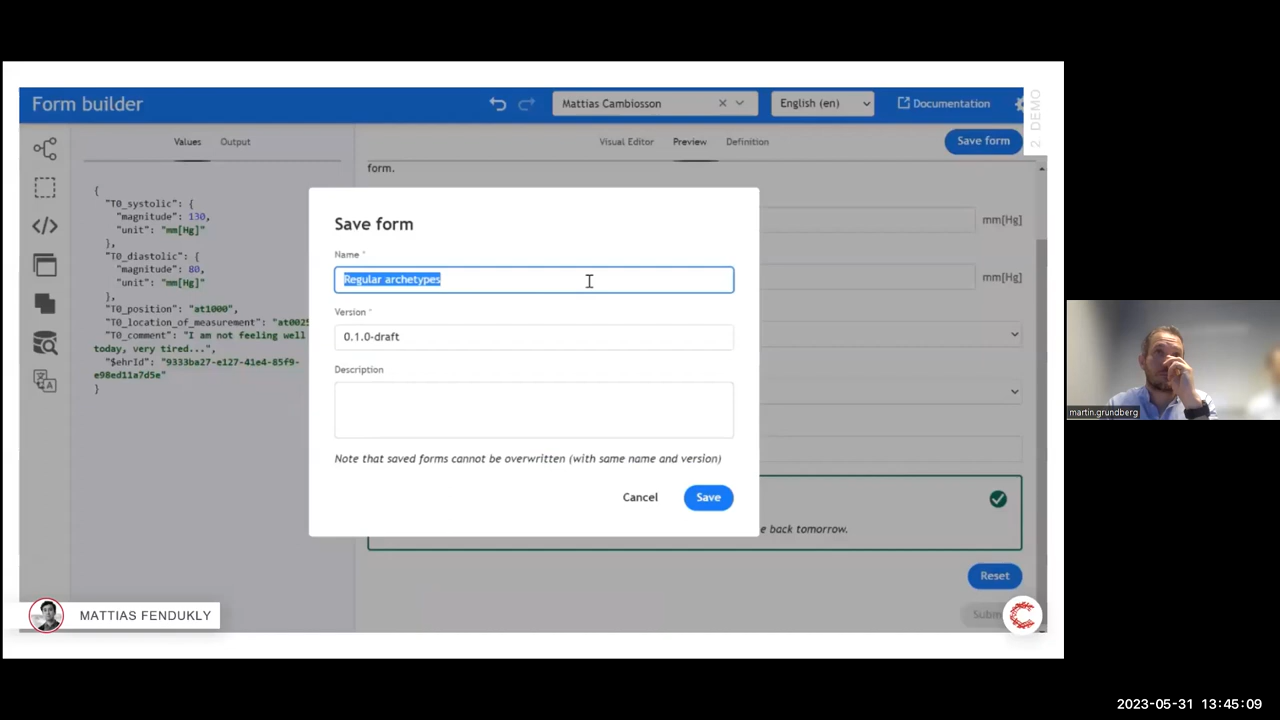 Form builder
Mattias Cambiosson
English (en)
Documentation
2 DEMO
Values
Output
Visual Editor
Preview
Definition
Save form
form.
{
"T0_systolic": {
"magnitude": 130,
"unit": "mm[Hg]"
},
"T0_diastolic": {
"magnitude": 80,
"unit": "mm[Hg]"
},
"T0_position": "at1000",
"T0_location_of_measurement": "at0025
"T0_comment": "I am not feeling well
today, very tired...",
"$ehrId": "9333ba27-e127-41e4-85f9-
e98ed11a7d5e"
}
mm[Hg]
mm[Hg]
Save form
Name *
Regular archetypes
Version *
0.1.0-draft
Description
Note that saved forms cannot be overwritten (with same name and version)
Cancel
Save
e back tomorrow.
Reset
Subm
MATTIAS FENDUKLY
martin.grundberg
2023-05-31 13:45:09